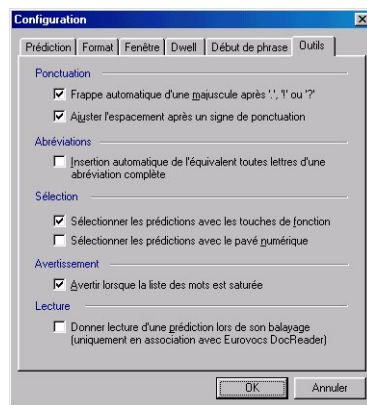 Configuration
Prédiction Format Fenêtre Dwell Début de phrase Outils
Ponctuation
Frappe automatique d'une majuscule après '.', '!' ou '?'
Ajuster l'espacement après un signe de ponctuation
Abréviations
Insertion automatique de l'équivalent toutes lettres d'une
abréviation complète
Sélection
Sélectionner les prédictions avec les touches de fonction
Sélectionner les prédictions avec le pavé numérique
Avertissement
Avertir lorsque la liste des mots est saturée
Lecture
Donner lecture d'une prédiction lors de son balayage
(uniquement en association avec Eurovocs DocReader)
OK Annuler